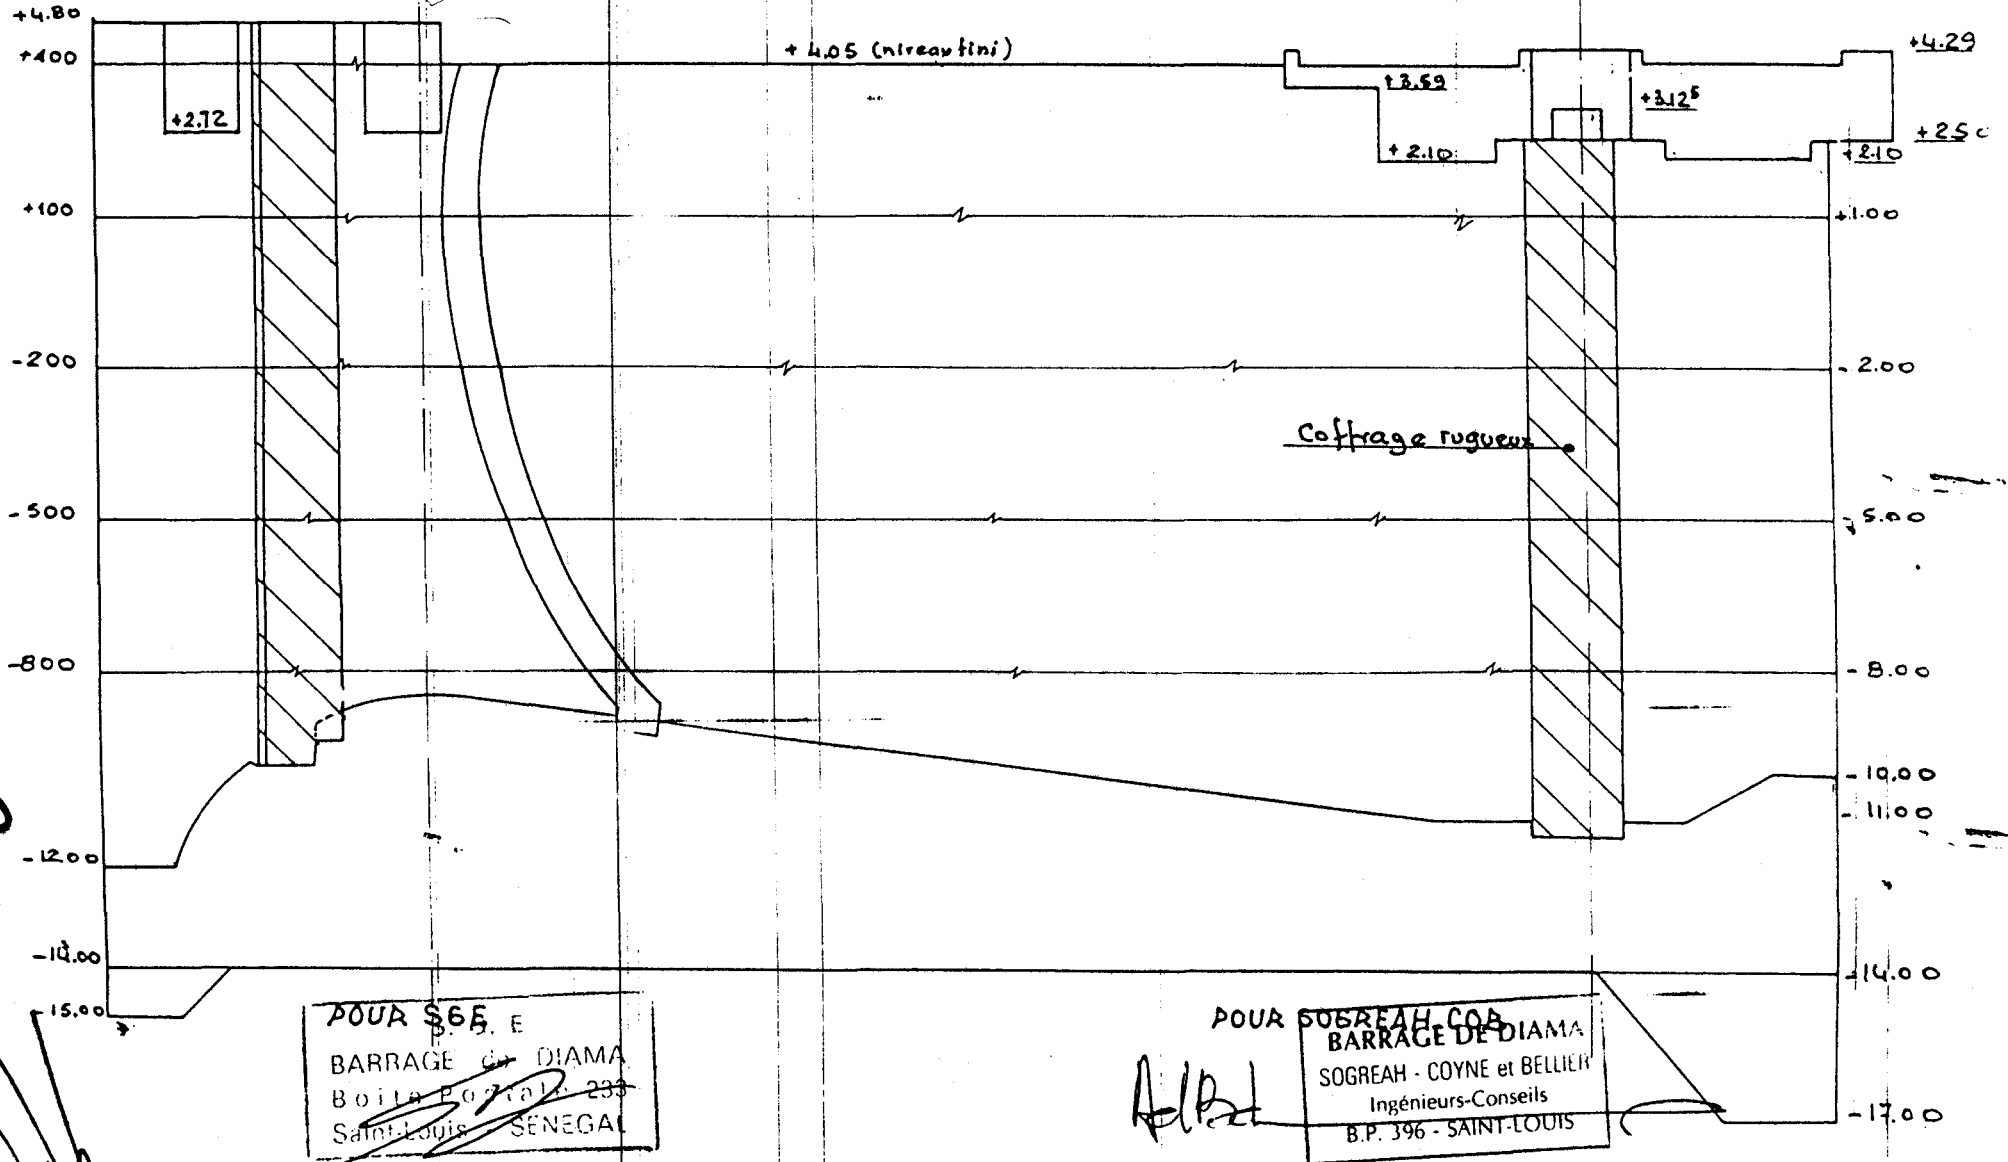 +4.80
+400
+4.05 (niveau fini)
+4.29
+3.59
+3.12⁵
+2.72
+2.50
+2.10
+2.10
+100
+1.00
-200
-2.00
Coffrage rugueux
-500
-5.00
-800
-8.00
-10.00
-11.00
-12.00
-14.00
-14.00
-15.00
-17.00
POUR SGE
S. G. E
BARRAGE de DIAMA
Boite Postale 233
Saint-Louis - SENEGAL
POUR SOGREAH.COB
BARRAGE DE DIAMA
SOGREAH - COYNE et BELLIER
Ingénieurs-Conseils
B.P. 396 - SAINT-LOUIS